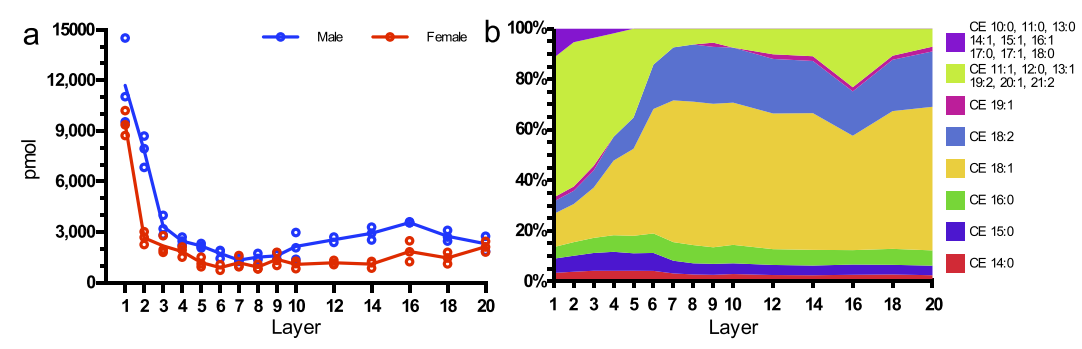 a
15000
12,000
9,000
6,000
3,000
0
pmol
1 2 3 4 5 6 7 8 9 10 12 14 16 18 20
Layer
Male Female
b
100%
80%
60%
40%
20%
0%
1 2 3 4 5 6 7 8 9 10 12 14 16 18 20
Layer
CE 10:0, 11:0, 13:0
14:1, 15:1, 16:1
17:0, 17:1, 18:0
CE 11:1, 12:0, 13:1
19:2, 20:1, 21:2
CE 19:1
CE 18:2
CE 18:1
CE 16:0
CE 15:0
CE 14:0